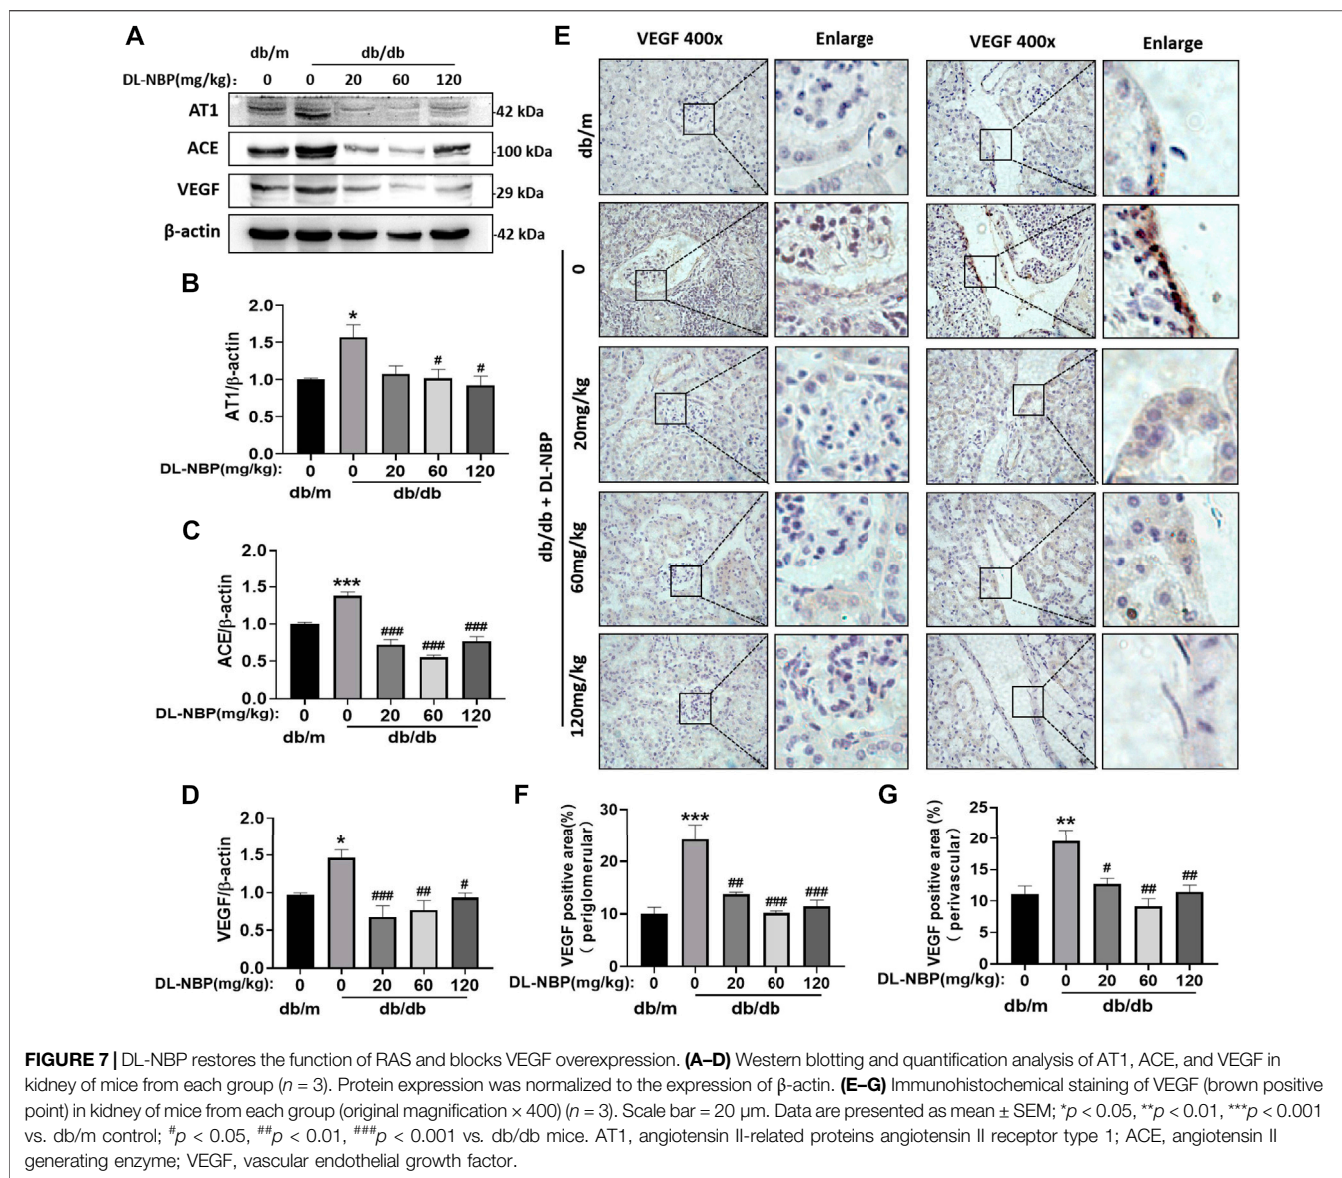 A
db/m db/db
DL-NBP(mg/kg): 0 0 20 60 120
AT1 -42 kDa
ACE -100 kDa
VEGF -29 kDa
β-actin -42 kDa
B
AT1/β-actin
2.0
1.5
1.0
0.5
0.0
*
#
#
DL-NBP(mg/kg): 0 0 20 60 120
db/m db/db
C
ACE/β-actin
2.0
1.5
1.0
0.5
0.0
***
###
###
###
DL-NBP(mg/kg): 0 0 20 60 120
db/m db/db
D
VEGF/β-actin
2.0
1.5
1.0
0.5
0.0
*
###
##
#
DL-NBP(mg/kg): 0 0 20 60 120
db/m db/db
E
VEGF 400x Enlarge VEGF 400x Enlarge
db/m
db/db + DL-NBP
0
20mg/kg
60mg/kg
120mg/kg
F
VEGF positive area(%)
( periglomerular)
30
20
10
0
***
##
###
###
DL-NBP(mg/kg): 0 0 20 60 120
db/m db/db
G
VEGF positive area (%)
( perivascular)
25
20
15
10
5
0
**
#
##
##
DL-NBP(mg/kg): 0 0 20 60 120
db/m db/db
FIGURE 7 | DL-NBP restores the function of RAS and blocks VEGF overexpression. (A–D) Western blotting and quantification analysis of AT1, ACE, and VEGF in
kidney of mice from each group (n = 3). Protein expression was normalized to the expression of β-actin. (E–G) Immunohistochemical staining of VEGF (brown positive
point) in kidney of mice from each group (original magnification × 400) (n = 3). Scale bar = 20 μm. Data are presented as mean ± SEM; *p < 0.05, **p < 0.01, ***p < 0.001
vs. db/m control; #p < 0.05, ##p < 0.01, ###p < 0.001 vs. db/db mice. AT1, angiotensin II-related proteins angiotensin II receptor type 1; ACE, angiotensin II
generating enzyme; VEGF, vascular endothelial growth factor.